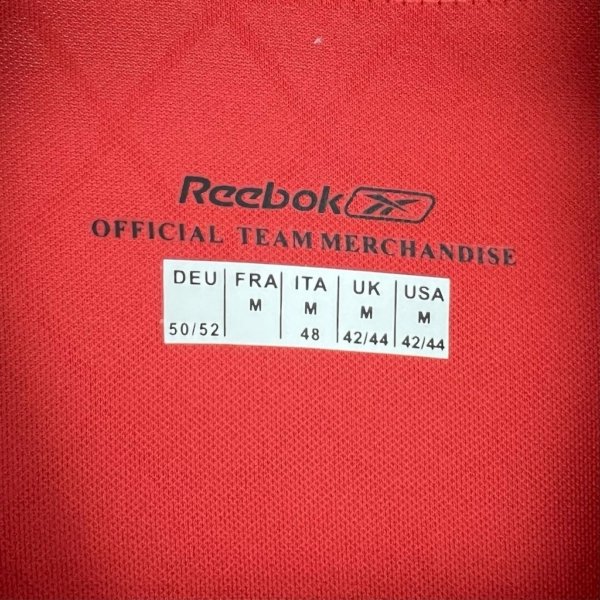 Reebok
OFFICIAL TEAM MERCHANDISE
DEU FRA ITA UK USA
M M M M
50/52 48 42/44 42/44